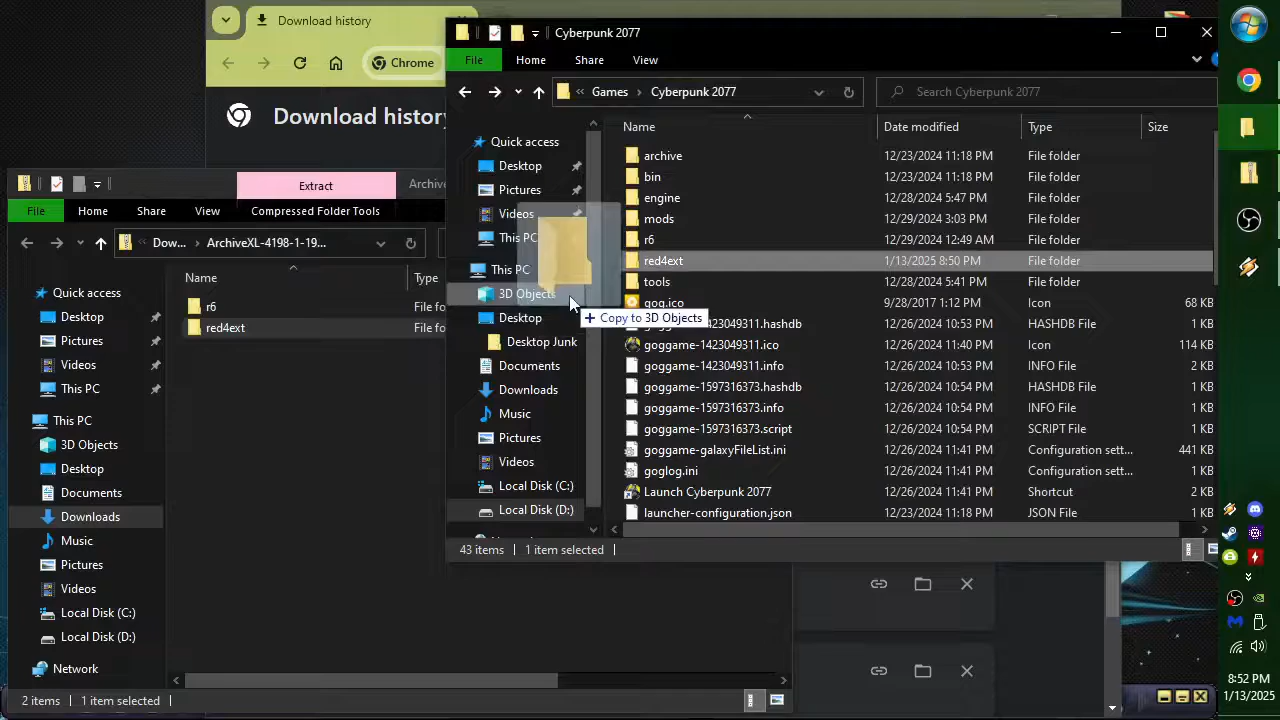 Download history
Chrome
Download history
Cyberpunk 2077
File
Home
Share
View
Games
Cyberpunk 2077
Search Cyberpunk 2077
Name
Date modified
Type
Size
Quick access
Desktop
Pictures
Videos
This PC
This PC
3D Objects
Desktop
Desktop Junk
Documents
Downloads
Music
Pictures
Videos
Local Disk (C:)
Local Disk (D:)
archive 12/23/2024 11:18 PM File folder
bin 12/23/2024 11:18 PM File folder
engine 12/28/2024 5:47 PM File folder
mods 12/29/2024 3:03 PM File folder
r6 12/29/2024 12:49 AM File folder
red4ext 1/13/2025 8:50 PM File folder
tools 12/28/2024 5:41 PM File folder
gog.ico 9/28/2017 1:12 PM Icon 68 KB
1423049311.hashdb 12/26/2024 10:53 PM HASHDB File 1 KB
goggame-1423049311.ico 12/26/2024 11:40 PM Icon 114 KB
goggame-1423049311.info 12/26/2024 10:53 PM INFO File 2 KB
goggame-1597316373.hashdb 12/26/2024 10:54 PM HASHDB File 1 KB
goggame-1597316373.info 12/26/2024 10:54 PM INFO File 2 KB
goggame-1597316373.script 12/26/2024 10:54 PM SCRIPT File 1 KB
goggame-galaxyFileList.ini 12/26/2024 11:41 PM Configuration sett... 441 KB
goglog.ini 12/26/2024 11:41 PM Configuration sett... 1 KB
Launch Cyberpunk 2077 12/26/2024 11:41 PM Shortcut 1 KB
launcher-configuration.json 12/23/2024 11:18 PM JSON File 1 KB
+ Copy to 3D Objects
43 items
1 item selected
Extract
Archive
File
Home
Share
View
Compressed Folder Tools
Dow...
ArchiveXL-4198-1-19...
Name
Type
r6 File fo
red4ext File fo
Quick access
Desktop
Pictures
Videos
This PC
This PC
3D Objects
Desktop
Documents
Downloads
Music
Pictures
Videos
Local Disk (C:)
Local Disk (D:)
Network
2 items
1 item selected
8:52 PM
1/13/2025